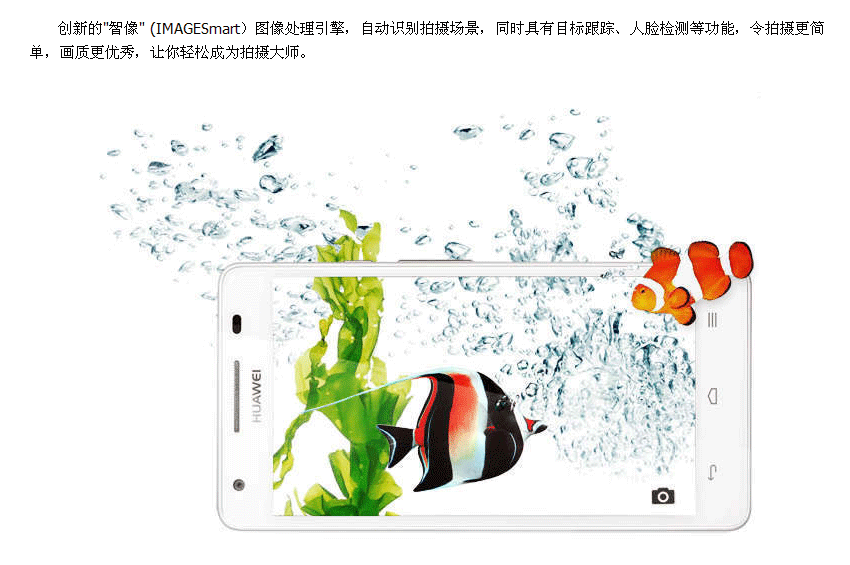 创新的"智像" (IMAGESmart）图像处理引擎，自动识别拍摄场景，同时具有目标跟踪、人脸检测等功能，令拍摄更简
单，画质更优秀，让你轻松成为拍摄大师。
HUAWEI